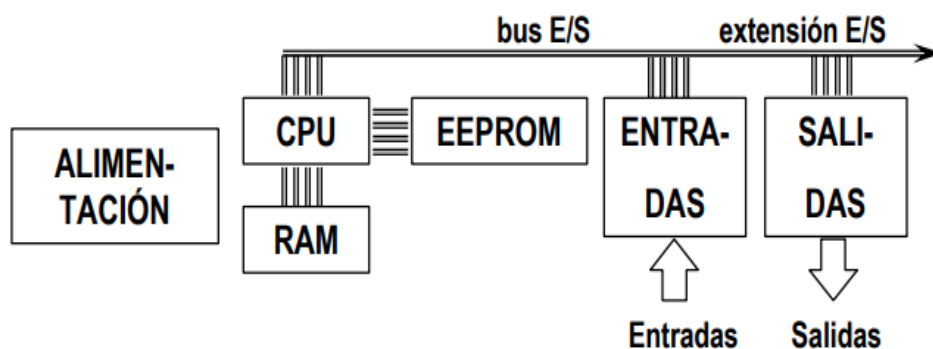 bus E/S
extensión E/S
CPU
EEPROM
ENTRA-
DAS
SALI-
DAS
ALIMEN-
TACIÓN
RAM
Entradas
Salidas